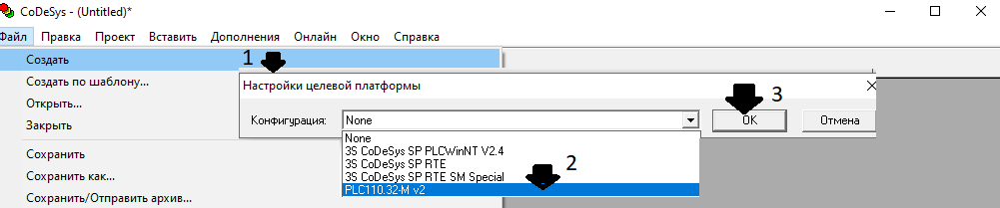 CoDeSys - (Untitled)*
Файл Правка Проект Вставить Дополнения Онлайн Окно Справка
Создать
1
Создать по шаблону...
Настройки целевой платформы
Открыть...
3
Закрыть
Конфигурация: None OK Отмена
None
Сохранить
3S CoDeSys SP PLCWinNT V2.4
3S CoDeSys SP RTE
2
Сохранить как...
3S CoDeSys SP RTE SM Special
PLC110.32-M v2
Сохранить/Отправить архив...